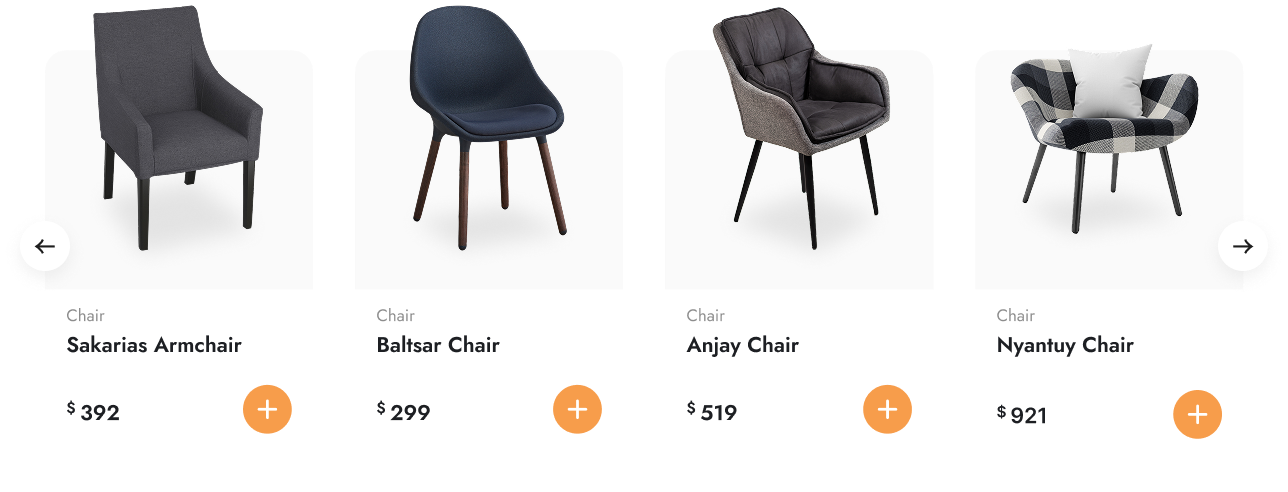 Chair
Sakarias Armchair
$ 392
Chair
Baltsar Chair
$ 299
Chair
Anjay Chair
$ 519
Chair
Nyantuy Chair
$ 921